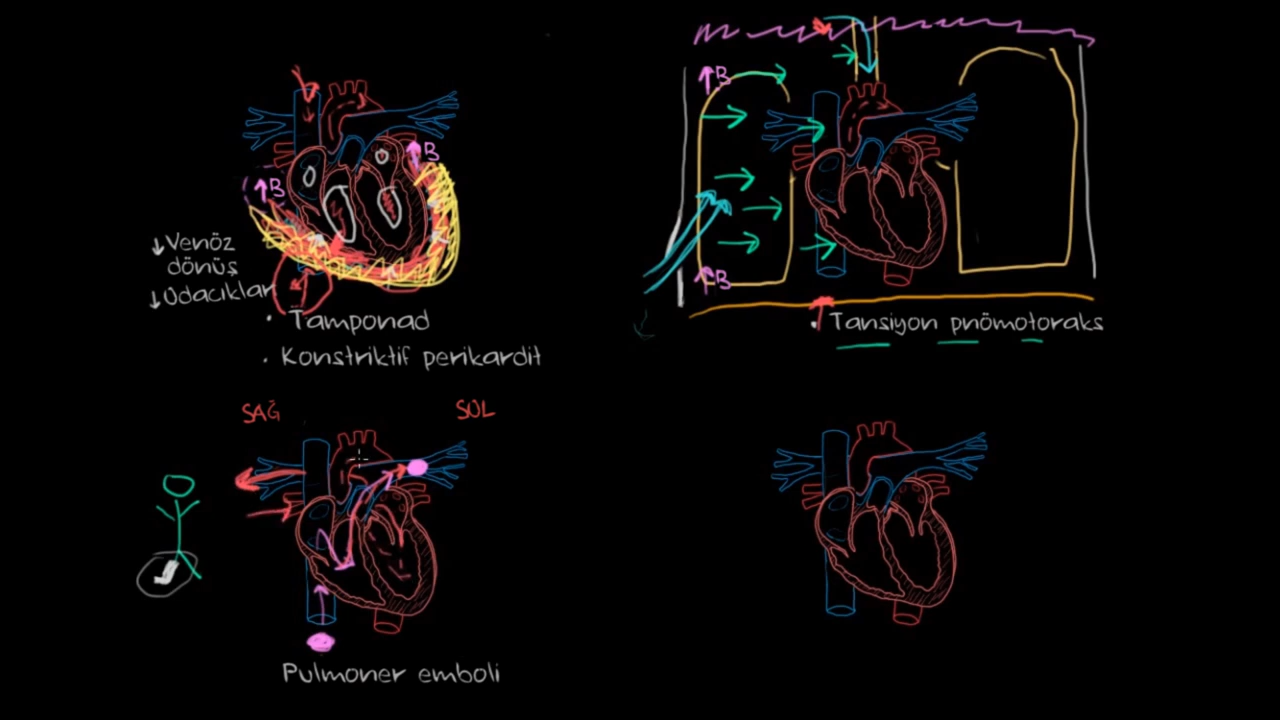 B
B
↓ Venöz
dönüş
↓ Odacıklar
• Tamponad
• Konstriktif perikardit
B
B
• Tansiyon pnömotoraks
SAĞ
SOL
Pulmoner emboli